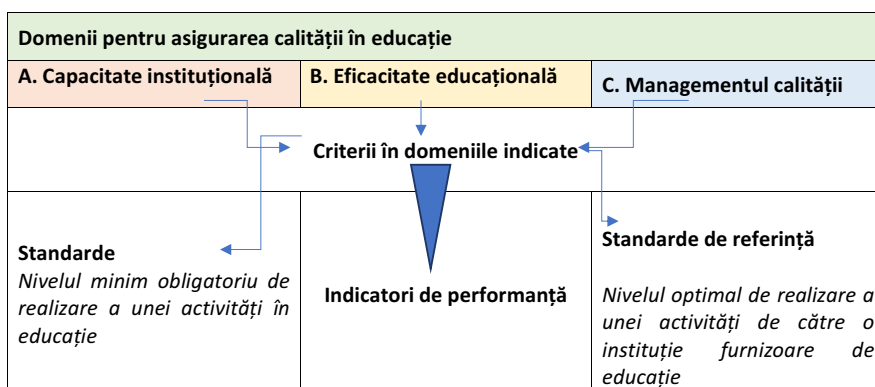 Domenii pentru asigurarea calității în educație
A. Capacitate instituțională
B. Eficacitate educațională
C. Managementul calității
Criterii în domeniile indicate
Standarde
Nivelul minim obligatoriu de
realizare a unei activități în
educație
Indicatori de performanță
Standarde de referință
Nivelul optimal de realizare a
unei activități de către o
instituție furnizoare de
educație